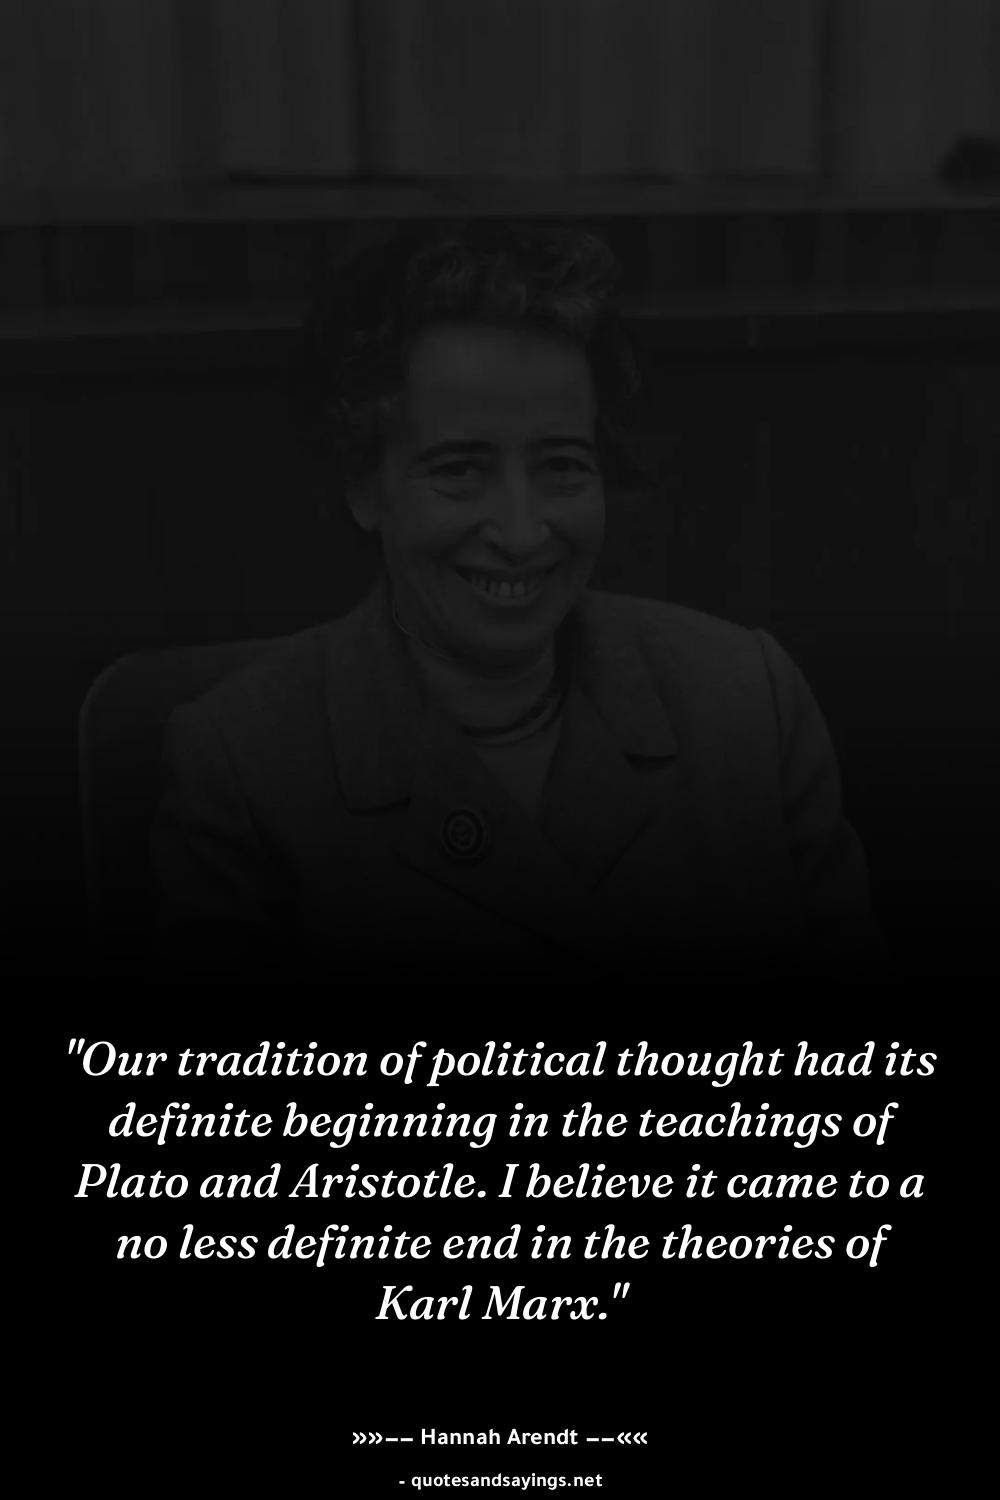 "Our tradition of political thought had its
definite beginning in the teachings of
Plato and Aristotle. I believe it came to a
no less definite end in the theories of
Karl Marx."
»»−− Hannah Arendt −−««
- quotesandsayings.net